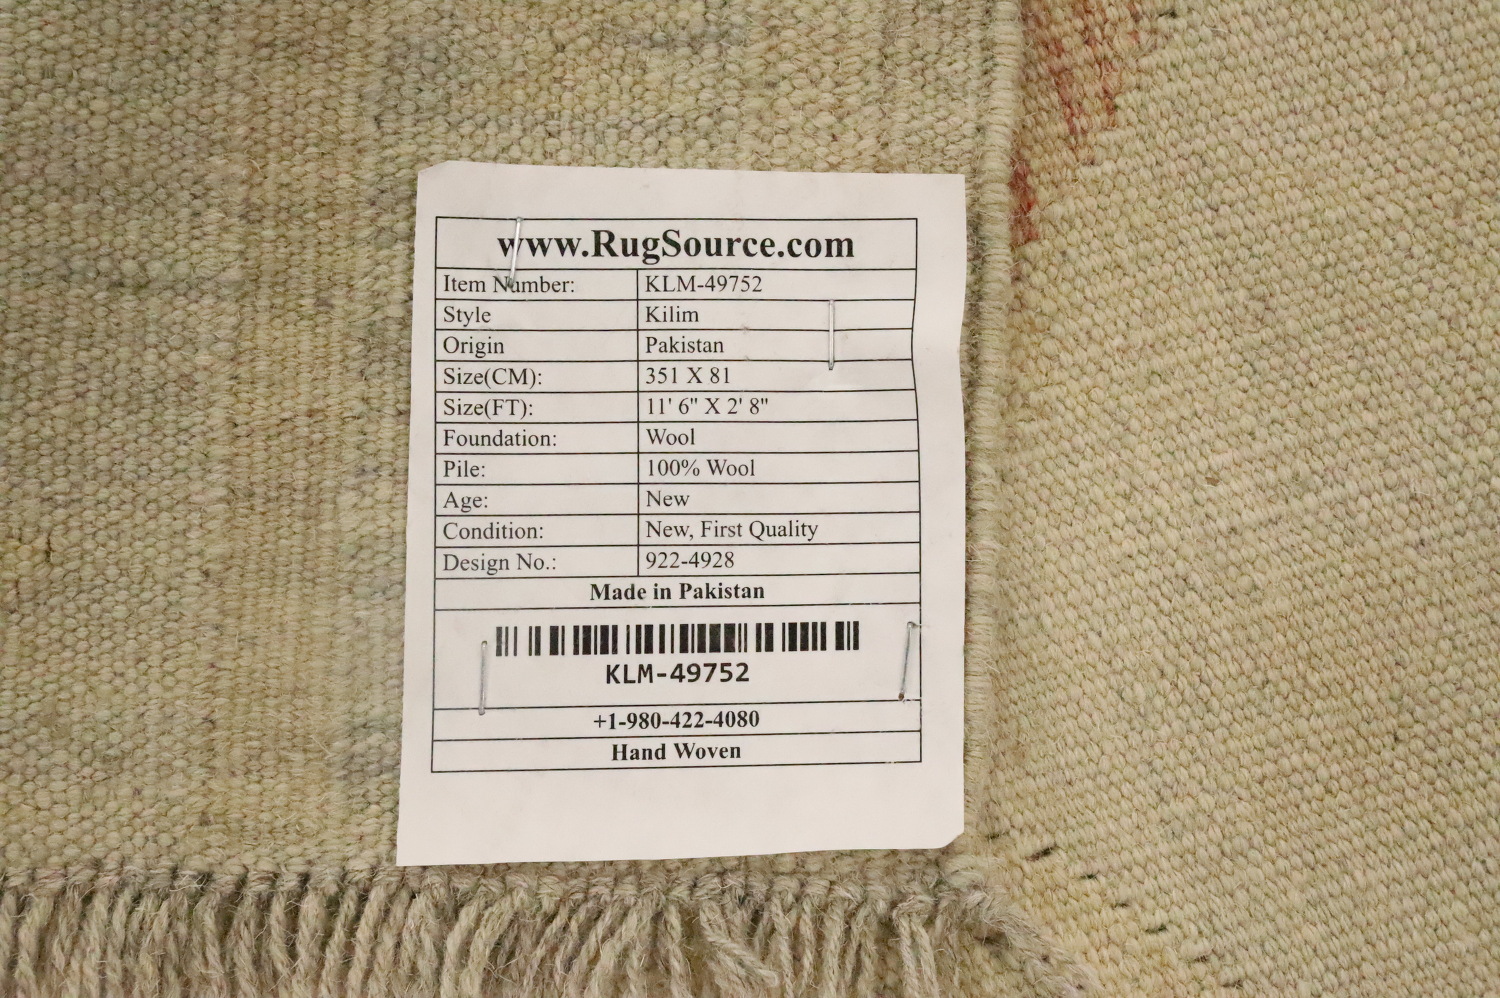 www.RugSource.com
Item Number: KLM-49752
Style Kilim
Origin Pakistan
Size(CM): 351 X 81
Size(FT): 11' 6" X 2' 8"
Foundation: Wool
Pile: 100% Wool
Age: New
Condition: New, First Quality
Design No.: 922-4928
Made in Pakistan
KLM-49752
+1-980-422-4080
Hand Woven